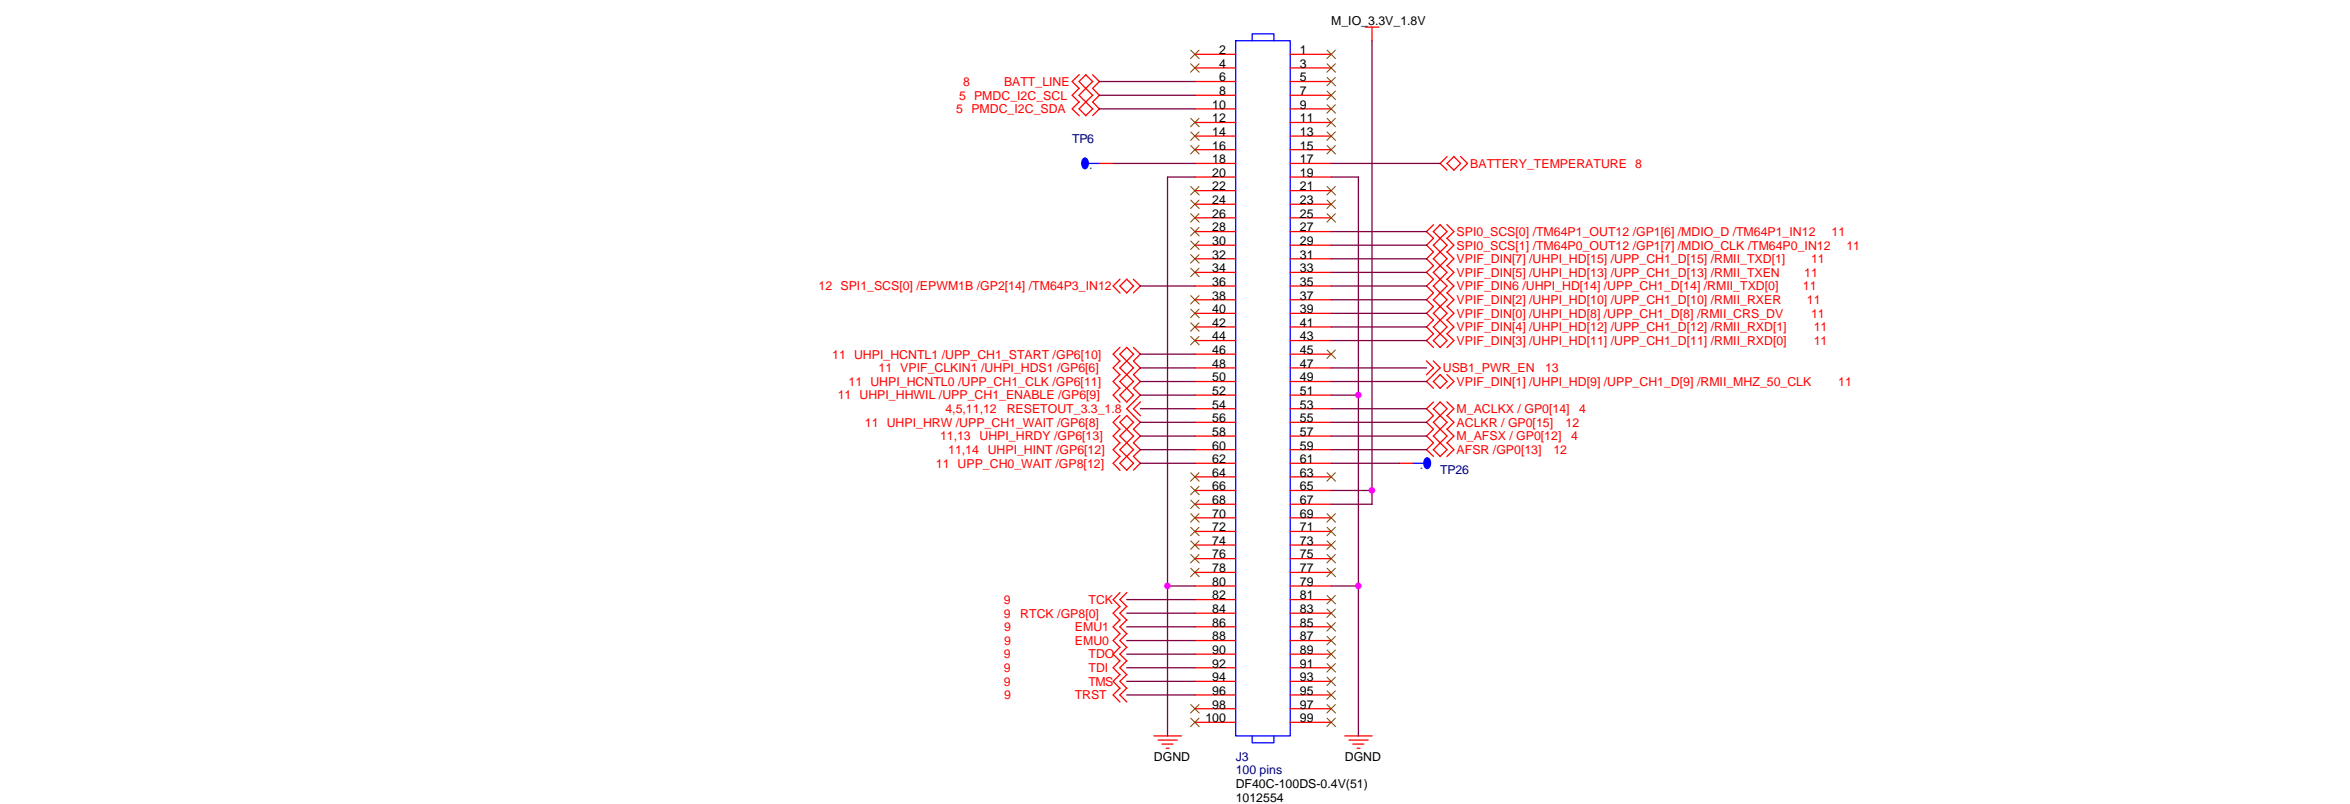 M_IO_3.3V_1.8V
2 1
4 3
8 BATT_LINE 6 5
5 PMDC_I2C_SCL 8 7
5 PMDC_I2C_SDA 10 9
12 11
TP6 14 13
16 15
18 17 BATTERY_TEMPERATURE 8
20 19
22 21
24 23
26 25
28 27 SPI0_SCS[0] /TM64P1_OUT12 /GP1[6] /MDIO_D /TM64P1_IN12 11
30 29 SPI0_SCS[1] /TM64P0_OUT12 /GP1[7] /MDIO_CLK /TM64P0_IN12 11
32 31 VPIF_DIN[7] /UHPI_HD[15] /UPP_CH1_D[15] /RMII_TXD[1] 11
34 33 VPIF_DIN[5] /UHPI_HD[13] /UPP_CH1_D[13] /RMII_TXEN 11
12 SPI1_SCS[0] /EPWM1B /GP2[14] /TM64P3_IN12 36 35 VPIF_DIN6 /UHPI_HD[14] /UPP_CH1_D[14] /RMII_TXD[0] 11
38 37 VPIF_DIN[2] /UHPI_HD[10] /UPP_CH1_D[10] /RMII_RXER 11
40 39 VPIF_DIN[0] /UHPI_HD[8] /UPP_CH1_D[8] /RMII_CRS_DV 11
42 41 VPIF_DIN[4] /UHPI_HD[12] /UPP_CH1_D[12] /RMII_RXD[1] 11
44 43 VPIF_DIN[3] /UHPI_HD[11] /UPP_CH1_D[11] /RMII_RXD[0] 11
11 UHPI_HCNTL1 /UPP_CH1_START /GP6[10] 46 45
11 VPIF_CLKIN1 /UHPI_HDS1 /GP6[6] 48 47 USB1_PWR_EN 13
11 UHPI_HCNTL0 /UPP_CH1_CLK /GP6[11] 50 49 VPIF_DIN[1] /UHPI_HD[9] /UPP_CH1_D[9] /RMII_MHZ_50_CLK 11
11 UHPI_HHWIL /UPP_CH1_ENABLE /GP6[9] 52 51
4,5,11,12 RESETOUT_3.3_1.8 54 53 M_ACLKX / GP0[14] 4
11 UHPI_HRW /UPP_CH1_WAIT /GP6[8] 56 55 ACLKR / GP0[15] 12
11,13 UHPI_HRDY /GP6[13] 58 57 M_AFSX / GP0[12] 4
11,14 UHPI_HINT /GP6[12] 60 59 AFSR /GP0[13] 12
11 UPP_CH0_WAIT /GP8[12] 62 61 TP26
64 63
66 65
68 67
70 69
72 71
74 73
76 75
78 77
80 79
9 TCK 82 81
9 RTCK /GP8[0] 84 83
9 EMU1 86 85
9 EMU0 88 87
9 TDO 90 89
9 TDI 92 91
9 TMS 94 93
9 TRST 96 95
98 97
100 99
DGND J3 DGND
100 pins
DF40C-100DS-0.4V(51)
1012554